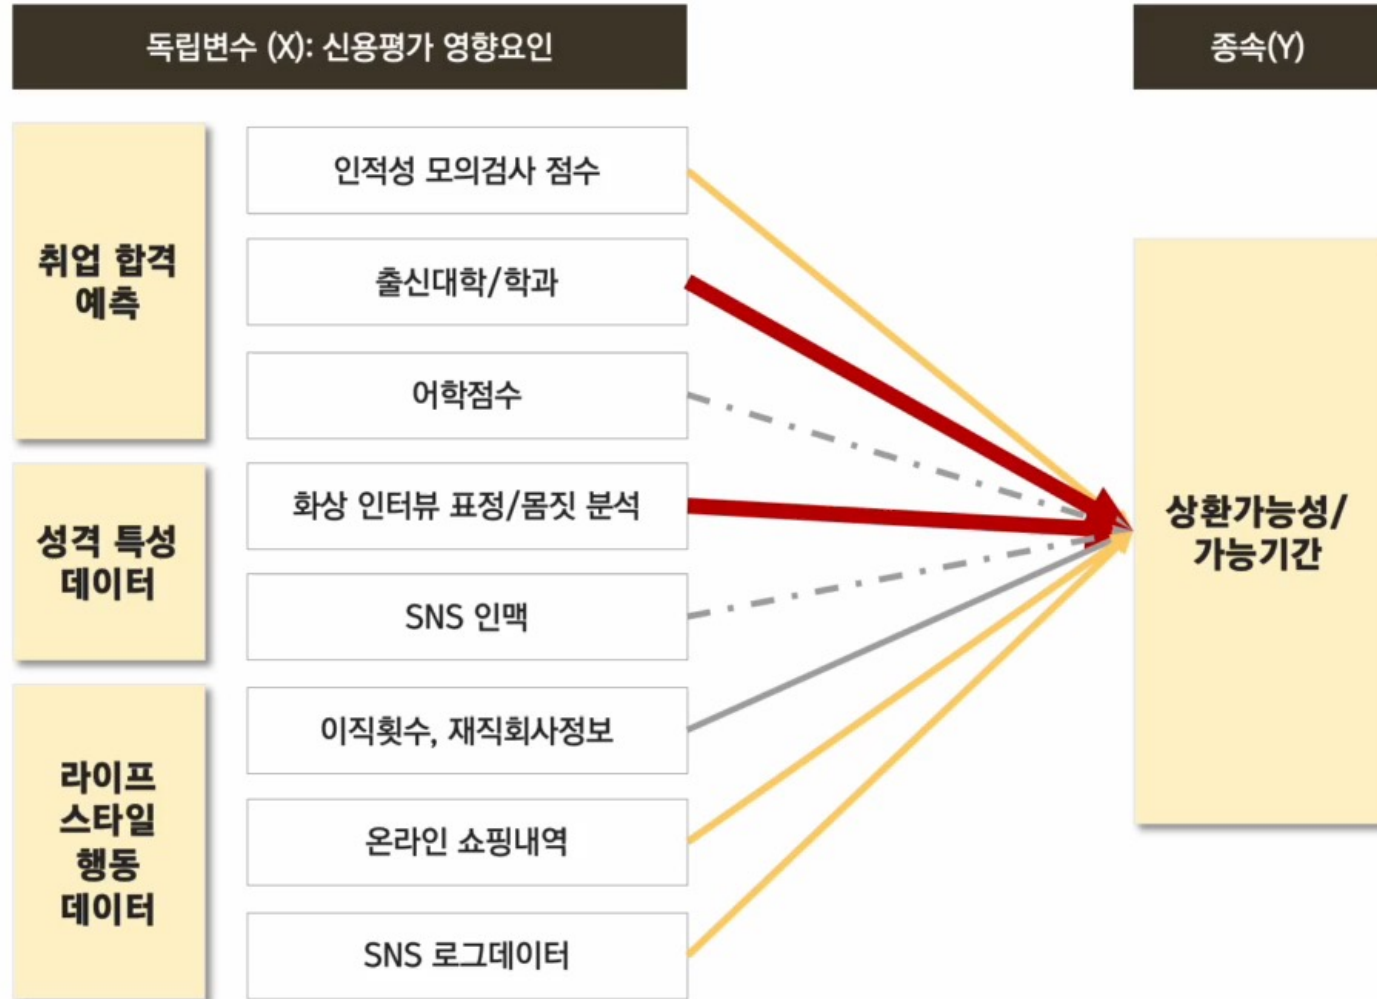 독립변수 (X): 신용평가 영향요인
종속(Y)
취업 합격
예측
인적성 모의검사 점수
출신대학/학과
어학점수
성격 특성
데이터
화상 인터뷰 표정/몸짓 분석
SNS 인맥
라이프
스타일
행동
데이터
이직횟수, 재직회사정보
온라인 쇼핑내역
SNS 로그데이터
상환가능성/
가능기간